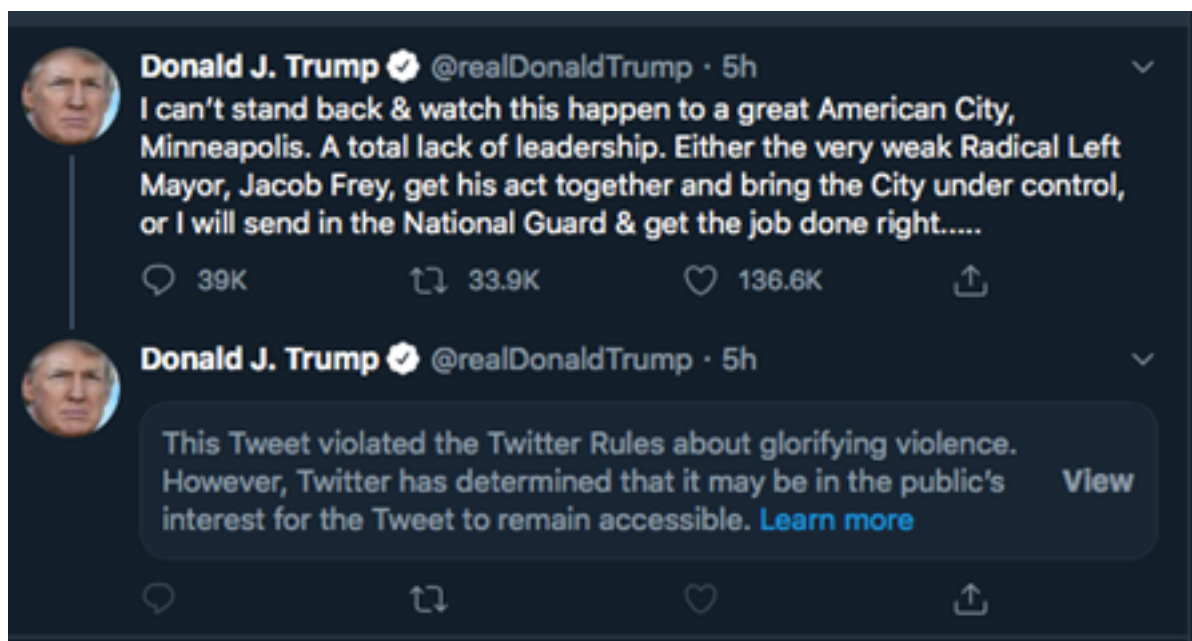 Donald J. Trump @realDonaldTrump · 5h
I can't stand back & watch this happen to a great American City,
Minneapolis. A total lack of leadership. Either the very weak Radical Left
Mayor, Jacob Frey, get his act together and bring the City under control,
or I will send in the National Guard & get the job done right.....
39K 33.9K 136.6K
Donald J. Trump @realDonaldTrump · 5h
This Tweet violated the Twitter Rules about glorifying violence.
However, Twitter has determined that it may be in the public's View
interest for the Tweet to remain accessible. Learn more